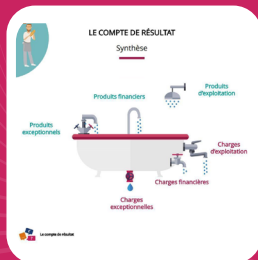 LE COMPTE DE RÉSULTAT
Synthèse
Produits
d'exploitation
Produits financiers
Produits
exceptionnels
Charges
d'exploitation
Charges financières
Charges
exceptionnelles
Le compte de résultat